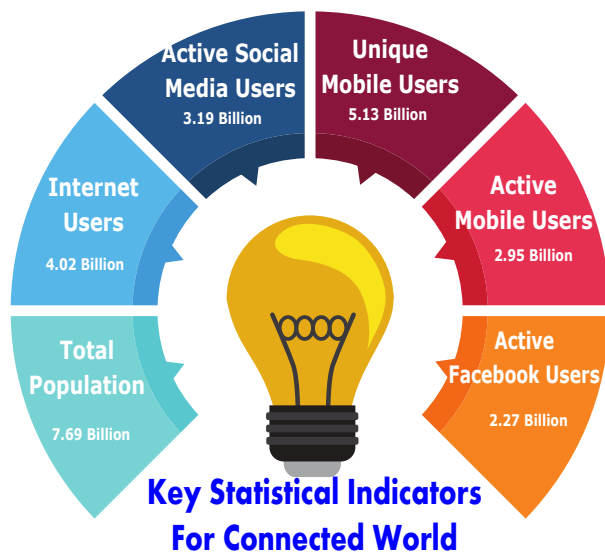 Total
Population
7.69 Billion
Internet
Users
4.02 Billion
Active Social
Media Users
3.19 Billion
Unique
Mobile Users
5.13 Billion
Active
Mobile Users
2.95 Billion
Active
Facebook Users
2.27 Billion
Key Statistical Indicators
For Connected World